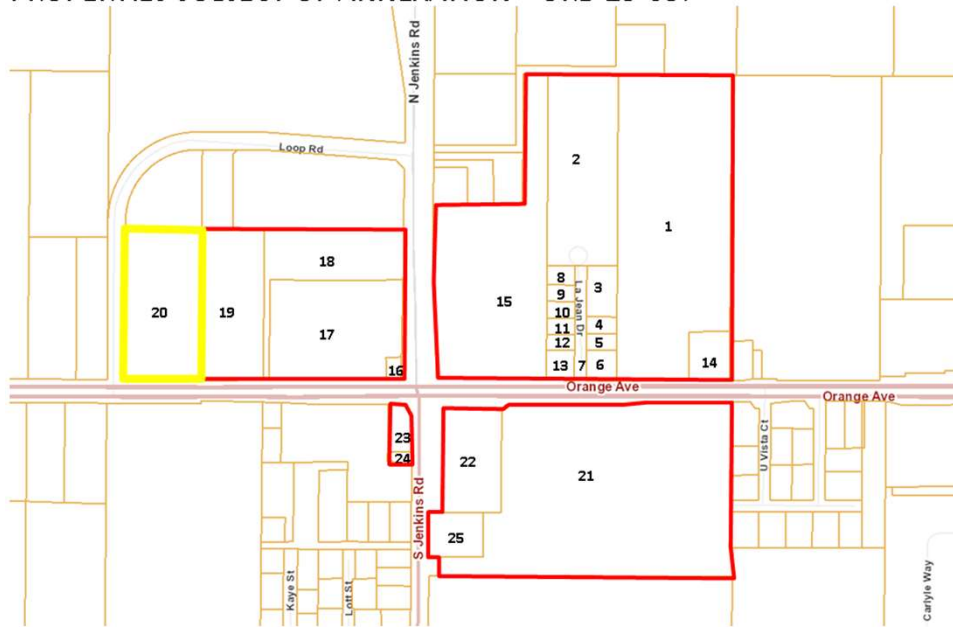 N Jenkins Rd
Loop Rd
2
1
18
20
19
17
16
15
8
9
10
11
12
13
La Jean Dr
7
3
4
5
6
14
Orange Ave
Orange Ave
23
24
22
21
25
S Jenkins Rd
U Vista Ct
Kaye St
Lott St
Carlyle Way